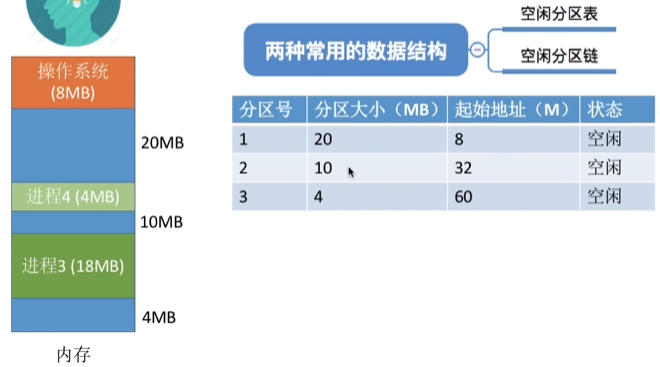 操作系统
(8MB)
20MB
进程4 (4MB)
10MB
进程3 (18MB)
4MB
内存
两种常用的数据结构
空闲分区表
空闲分区链
分区号 分区大小（MB） 起始地址（M） 状态
1 20 8 空闲
2 10 32 空闲
3 4 60 空闲